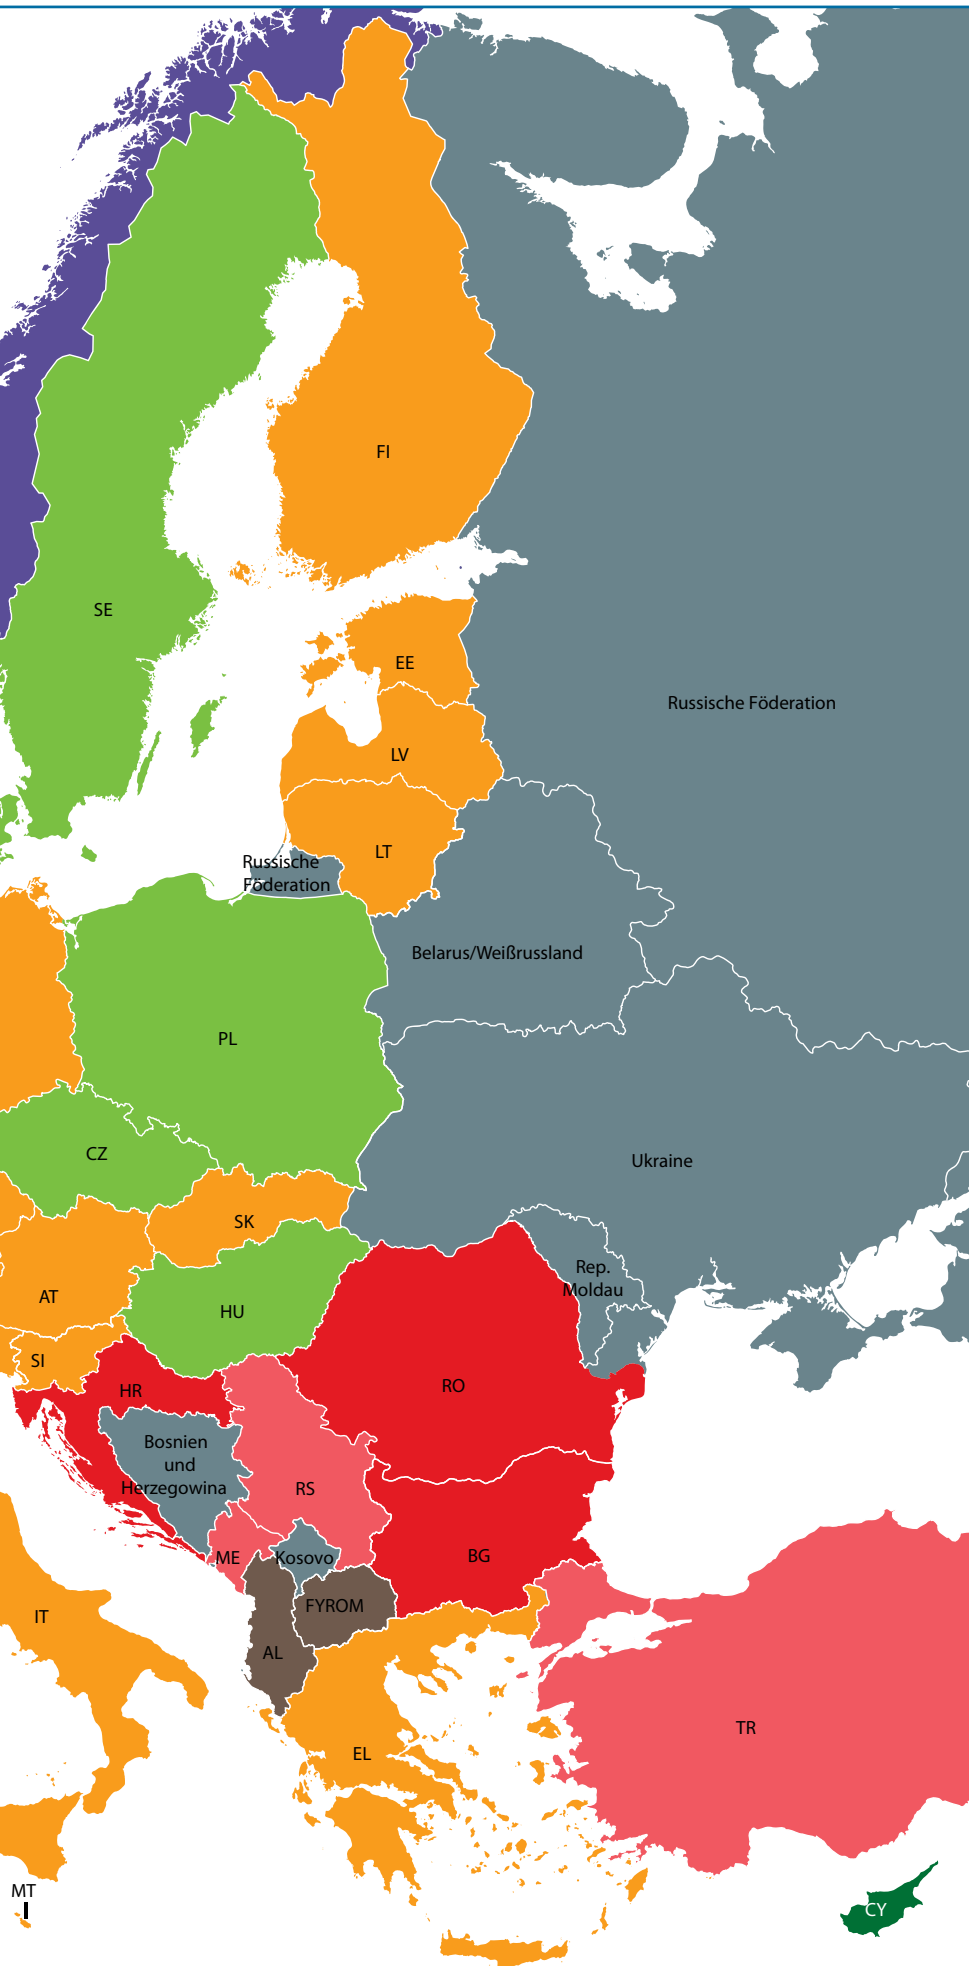 FI
SE
EE
Russische Föderation
LV
LT
Russische
Föderation
Belarus/Weißrussland
PL
CZ
Ukraine
SK
Rep.
Moldau
AT
HU
SI
RO
HR
Bosnien
und
Herzegowina
RS
ME
Kosovo
BG
FYROM
IT
AL
TR
EL
MT
CY